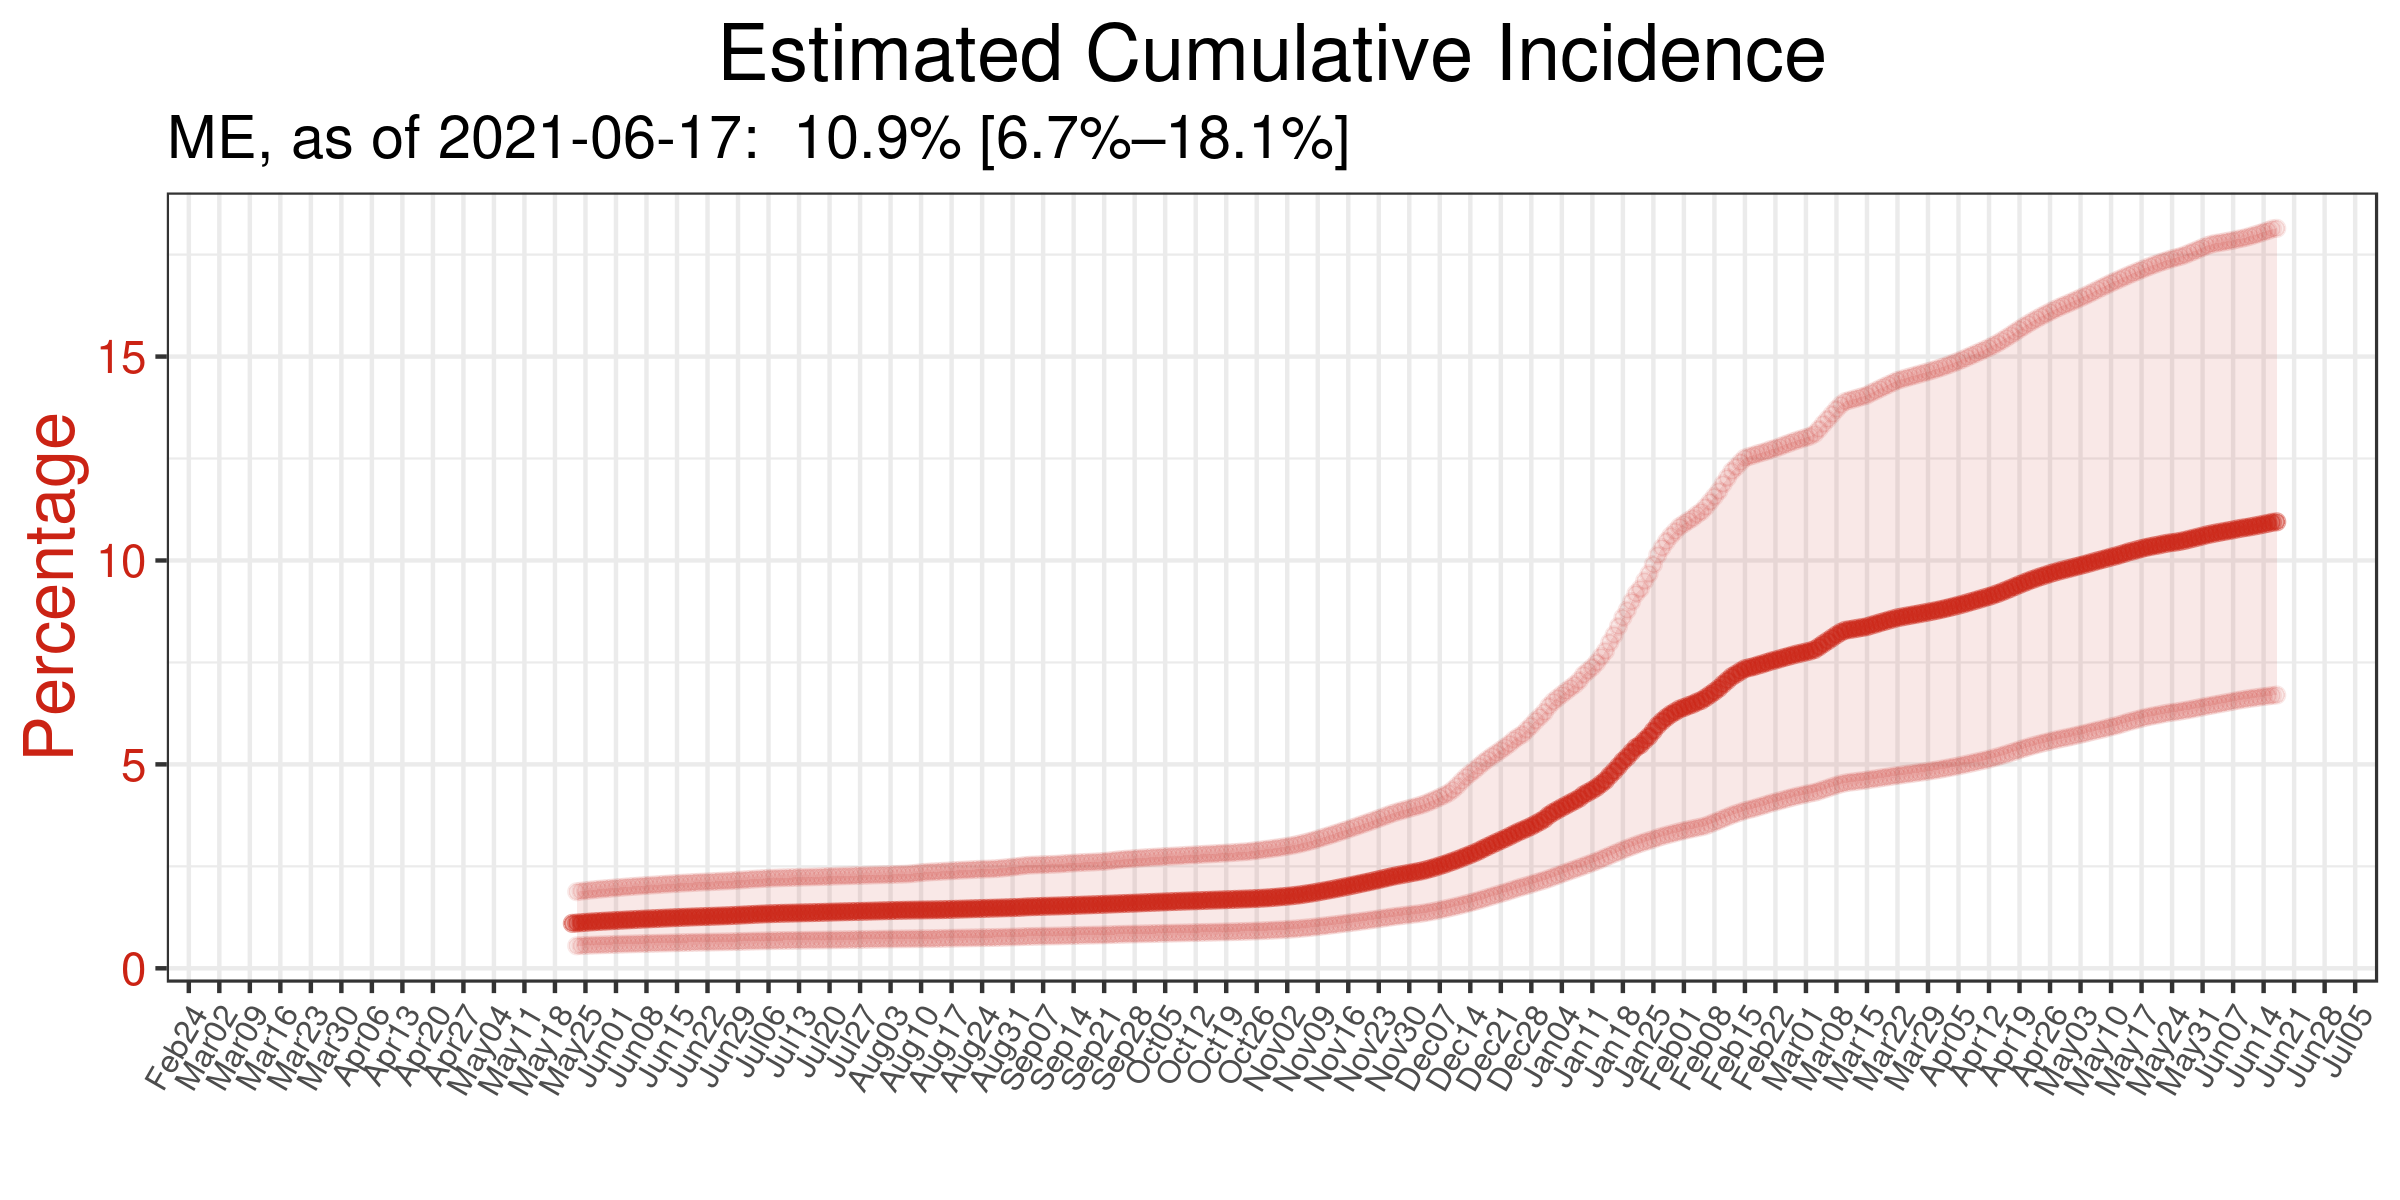 Estimated Cumulative Incidence
ME, as of 2021-06-17:  10.9% [6.7%–18.1%]
Percentage
15
10
5
0
Feb24
Mar02
Mar09
Mar16
Mar23
Mar30
Apr06
Apr13
Apr20
Apr27
May04
May11
May18
May25
Jun01
Jun08
Jun15
Jun22
Jun29
Jul06
Jul13
Jul20
Jul27
Aug03
Aug10
Aug17
Aug24
Aug31
Sep07
Sep14
Sep21
Sep28
Oct05
Oct12
Oct19
Oct26
Nov02
Nov09
Nov16
Nov23
Nov30
Dec07
Dec14
Dec21
Dec28
Jan04
Jan11
Jan18
Jan25
Feb01
Feb08
Feb15
Feb22
Mar01
Mar08
Mar15
Mar22
Mar29
Apr05
Apr12
Apr19
Apr26
May03
May10
May17
May24
May31
Jun07
Jun14
Jun21
Jun28
Jul05